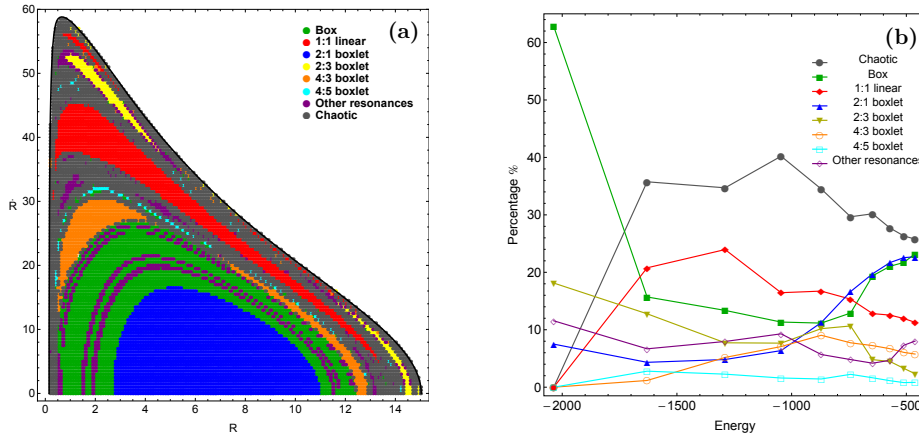 (a)
Box
1:1 linear
2:1 boxlet
2:3 boxlet
4:3 boxlet
4:5 boxlet
Other resonances
Chaotic
60
50
40
30
20
10
0
Ṙ
0 2 4 6 8 10 12 14
R
(b)
Chaotic
Box
1:1 linear
2:1 boxlet
2:3 boxlet
4:3 boxlet
4:5 boxlet
Other resonances
60
50
40
30
20
10
0
Percentage %
−2000 −1500 −1000 −500
Energy